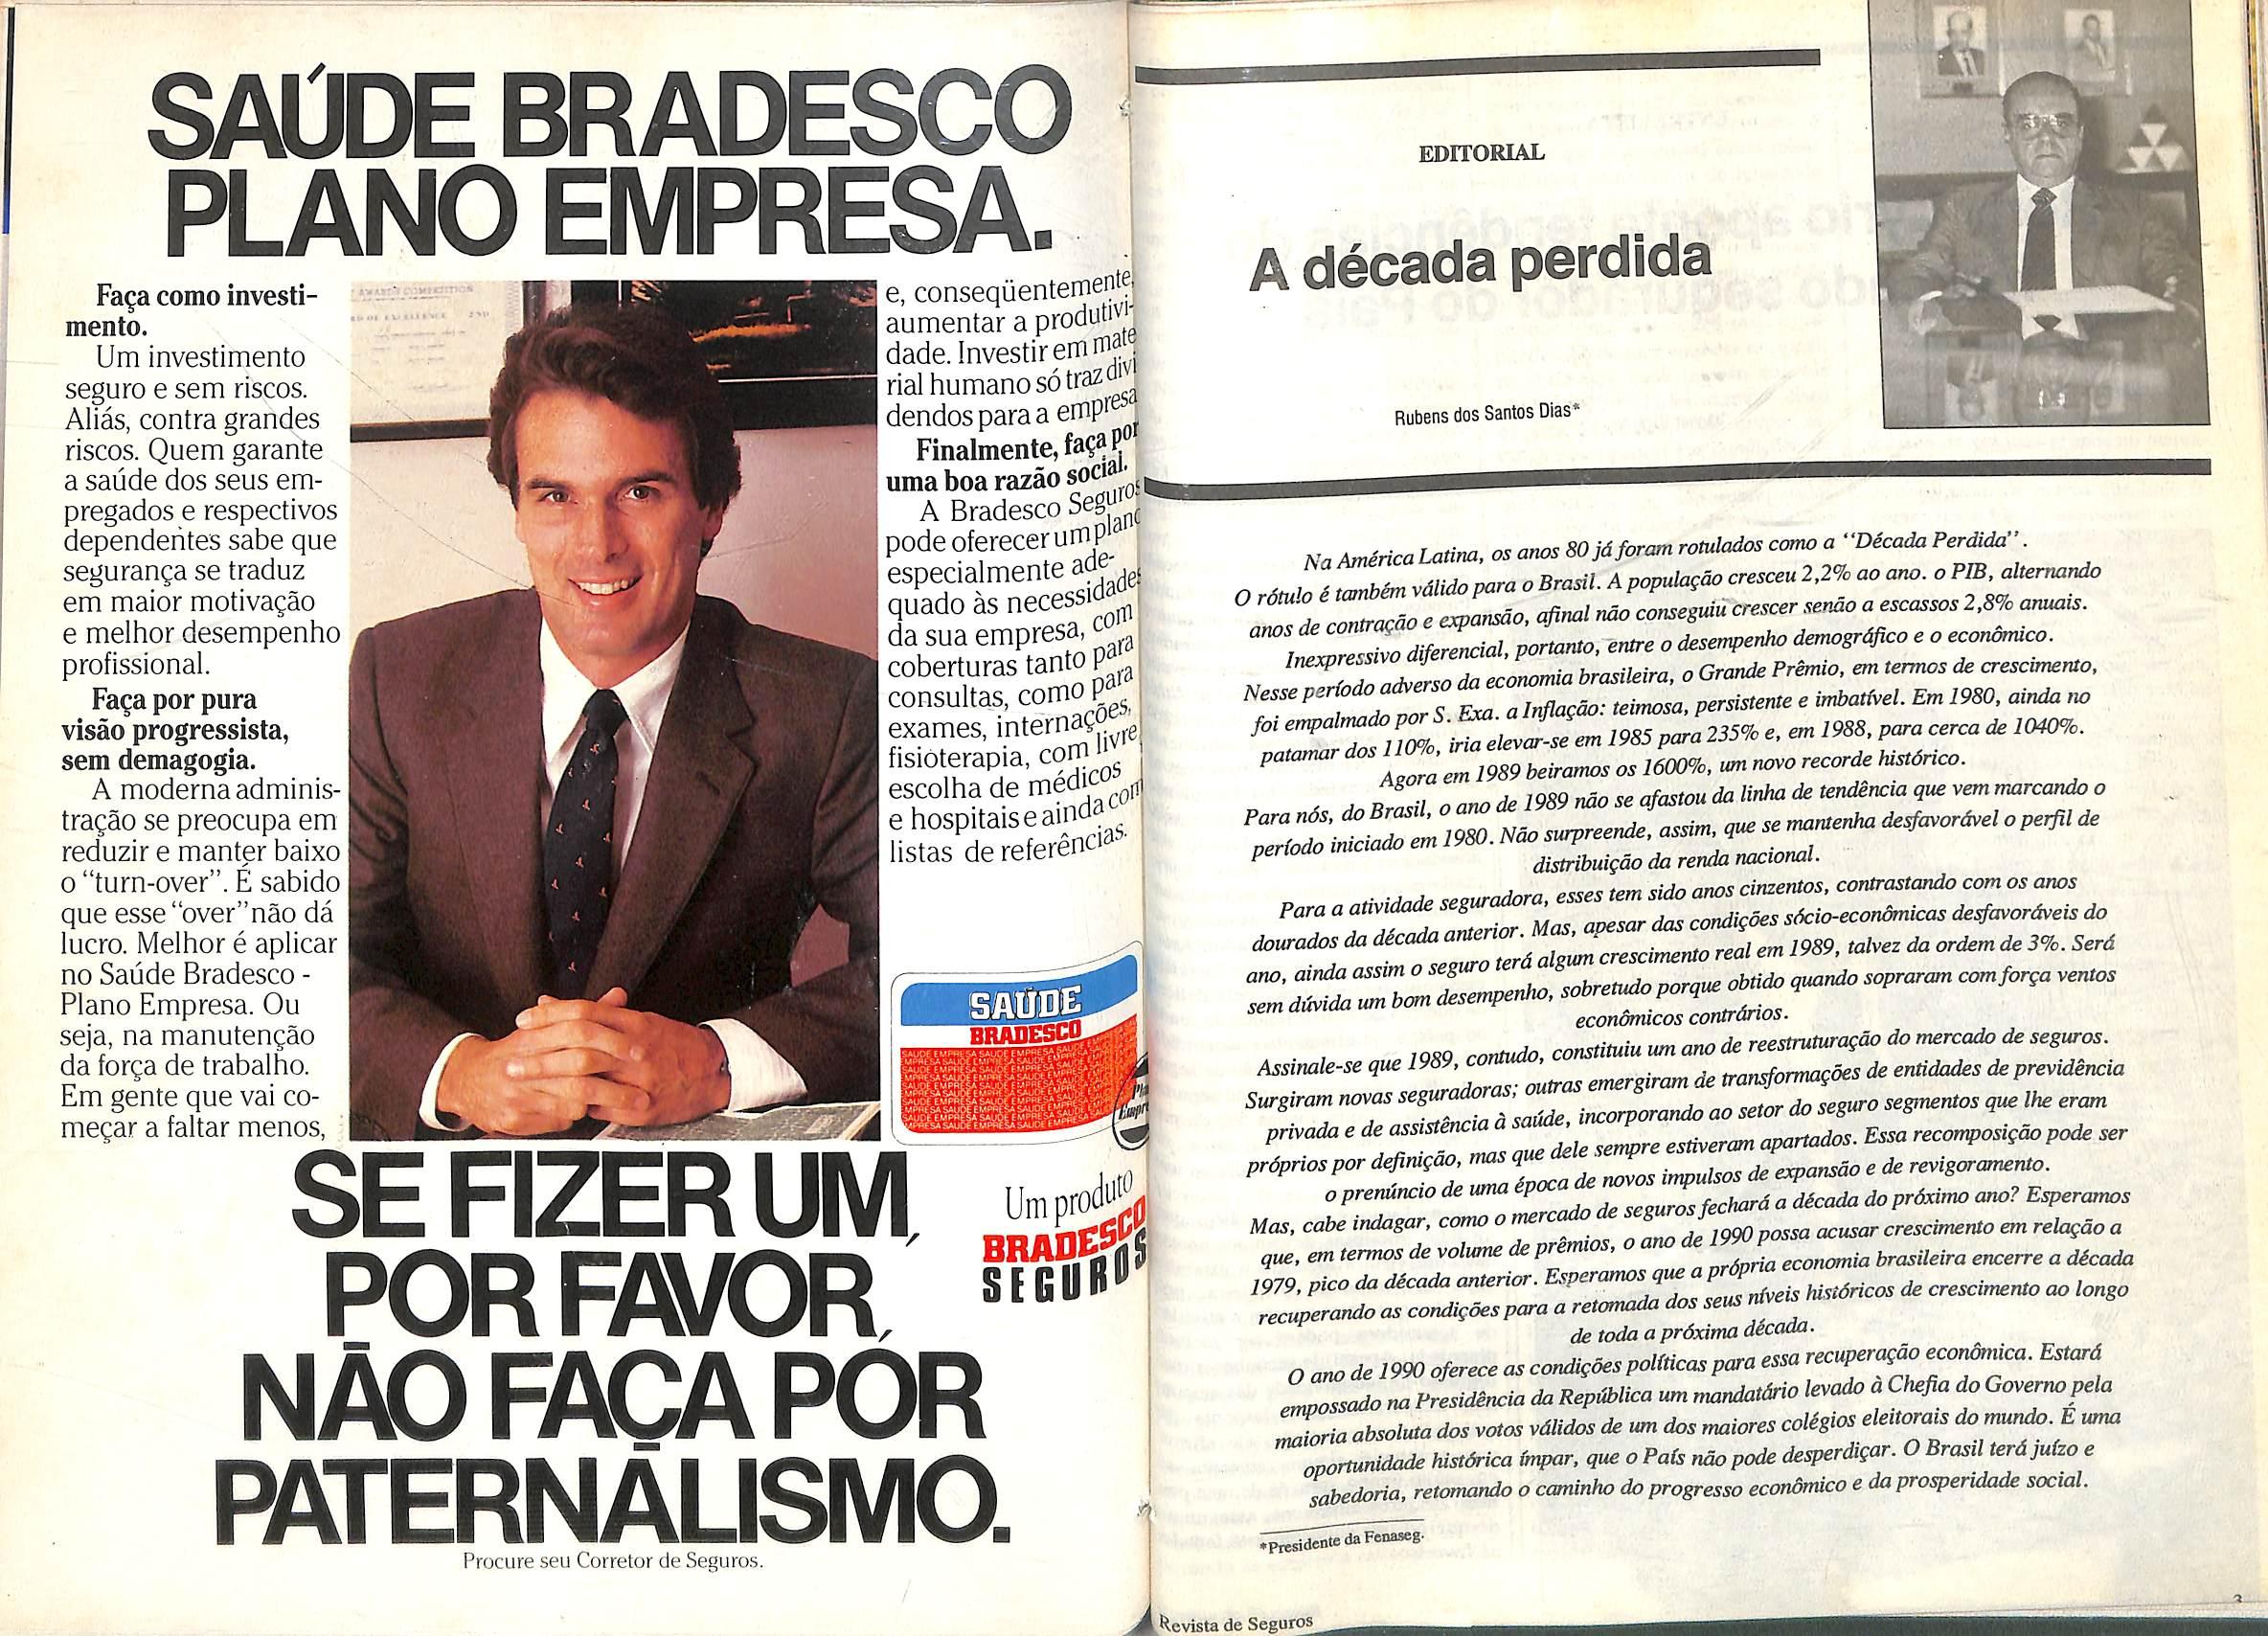 SAÚDE BRADESCO
PLANO EMPRESA.
Faça como investi-
mento.
Um investimento
seguro e sem riscos.
Aliás, contra grandes
riscos. Quem garante
a saúde dos seus em-
pregados e respectivos
dependentes sabe que
segurança se traduz
em maior motivação
e melhor desempenho
profissional.
Faça por pura
visão progressista,
sem demagogia.
A moderna adminis-
tração se preocupa em
reduzir e manter baixo
o “turn-over”. É sabido
que esse “over” não dá
lucro. Melhor é aplicar
no Saúde Bradesco -
Plano Empresa. Ou
seja, na manutenção
da força de trabalho.
Em gente que vai co-
meçar a faltar menos,
e, conseqüentemente,
aumentar a produtivi-
dade. Investir em mate
rial humano só traz divi
dendos para a empresa
Finalmente, faça por
uma boa razão social.
A Bradesco Seguros
pode oferecer um plano
especialmente ade-
quado às necessidades
da sua empresa, com
coberturas tanto para
consultas, como para
exames, internações,
fisioterapia, com livre
escolha de médicos
e hospitais e ainda com
listas de referências.
SAÚDE
BRADESCO
SE FIZER UM,
POR FAVOR,
NÃO FAÇA POR
PATERNALISMO.
Um produto
BRADESCO
SEGUROS
Procure seu Corretor de Seguros.
EDITORIAL
A década perdida
Rubens dos Santos Dias*
Na América Latina, os anos 80 já foram rotulados como a “Década Perdida”.
O rótulo é também válido para o Brasil. A população cresceu 2,2% ao ano. o PIB, alternando
anos de contração e expansão, afinal não conseguiu crescer senão a escassos 2,8% anuais.
Inexpressivo diferencial, portanto, entre o desempenho demográfico e o econômico.
Nesse período adverso da economia brasileira, o Grande Prêmio, em termos de crescimento,
foi empalmado por S. Exa. a Inflação: teimosa, persistente e imbatível. Em 1980, ainda no
patamar dos 110%, iria elevar-se em 1985 para 235% e, em 1988, para cerca de 1040%.
Agora em 1989 beiramos os 1600%, um novo recorde histórico.
Para nós, do Brasil, o ano de 1989 não se afastou da linha de tendência que vem marcando o
período iniciado em 1980. Não surpreende, assim, que se mantenha desfavorável o perfil de
distribuição da renda nacional.
Para a atividade seguradora, esses tem sido anos cinzentos, contrastando com os anos
dourados da década anterior. Mas, apesar das condições sócio-econômicas desfavoráveis do
ano, ainda assim o seguro terá algum crescimento real em 1989, talvez da ordem de 3%. Será
sem dúvida um bom desempenho, sobretudo porque obtido quando sopraram com força ventos
econômicos contrários.
Assinale-se que 1989, contudo, constituiu um ano de reestruturação do mercado de seguros.
Surgiram novas seguradoras; outras emergiram de transformações de entidades de previdência
privada e de assistência à saúde, incorporando ao setor do seguro segmentos que lhe eram
próprios por definição, mas que dele sempre estiveram apartados. Essa recomposição pode ser
o prenúncio de uma época de novos impulsos de expansão e de revigoramento.
Mas, cabe indagar, como o mercado de seguros fechará a década do próximo ano? Esperamos
que, em termos de volume de prêmios, o ano de 1990 possa acusar crescimento em relação a
1979, pico da década anterior. Esperamos que a própria economia brasileira encerre a década
recuperando as condições para a retomada dos seus níveis históricos de crescimento ao longo
de toda a próxima década.
O ano de 1990 oferece as condições políticas para essa recuperação econômica. Estará
empossado na Presidência da República um mandatário levado à Chefia do Governo pela
maioria absoluta dos votos válidos de um dos maiores colégios eleitorais do mundo. É uma
oportunidade histórica ímpar, que o País não pode desperdiçar. O Brasil terá juízo e
sabedoria, retomando o caminho do progresso econômico e da prosperidade social.
*Presidente da Fenaseg.
Revista de Seguros
3